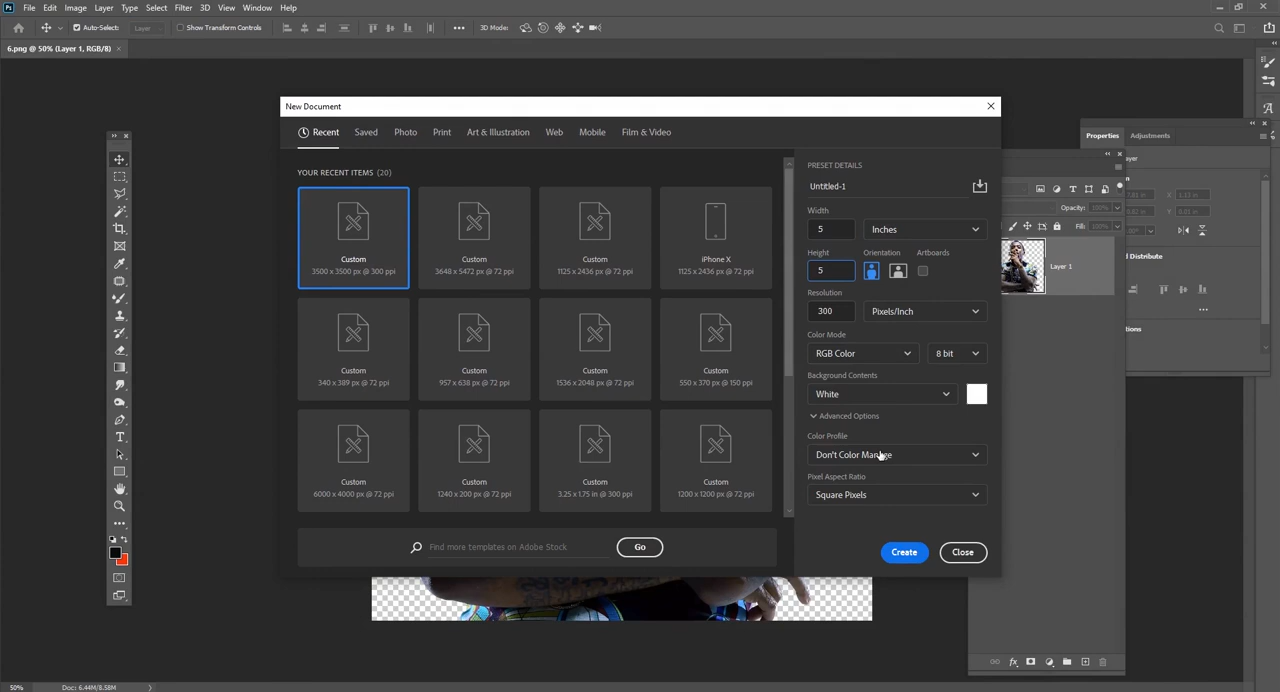 Ps File Edit Image Layer Type Select Filter 3D View Window Help
Auto-Select: Layer Show Transform Controls 3D Mode:
6.png @ 50% (Layer 1, RGB/8)
New Document
Recent Saved Photo Print Art & Illustration Web Mobile Film & Video
YOUR RECENT ITEMS (20)
Custom
3500 x 3500 px @ 300 ppi
Custom
3648 x 5472 px @ 72 ppi
Custom
1125 x 2436 px @ 72 ppi
iPhone X
1125 x 2436 px @ 72 ppi
Custom
340 x 389 px @ 72 ppi
Custom
957 x 638 px @ 72 ppi
Custom
1536 x 2048 px @ 72 ppi
Custom
550 x 370 px @ 150 ppi
Custom
6000 x 4000 px @ 72 ppi
Custom
1240 x 200 px @ 72 ppi
Custom
3.25 x 1.75 in @ 300 ppi
Custom
1200 x 1200 px @ 72 ppi
Find more templates on Adobe Stock Go
PRESET DETAILS
Untitled-1
Width
5 Inches
Height Orientation Artboards
5
Resolution
300 Pixels/Inch
Color Mode
RGB Color 8 bit
Background Contents
White
Advanced Options
Color Profile
Don't Color Manage
Pixel Aspect Ratio
Square Pixels
Create Close
Properties Adjustments
Opacity: 100%
Fill: 100%
Layer 1
50% Doc: 6.44M/8.58M